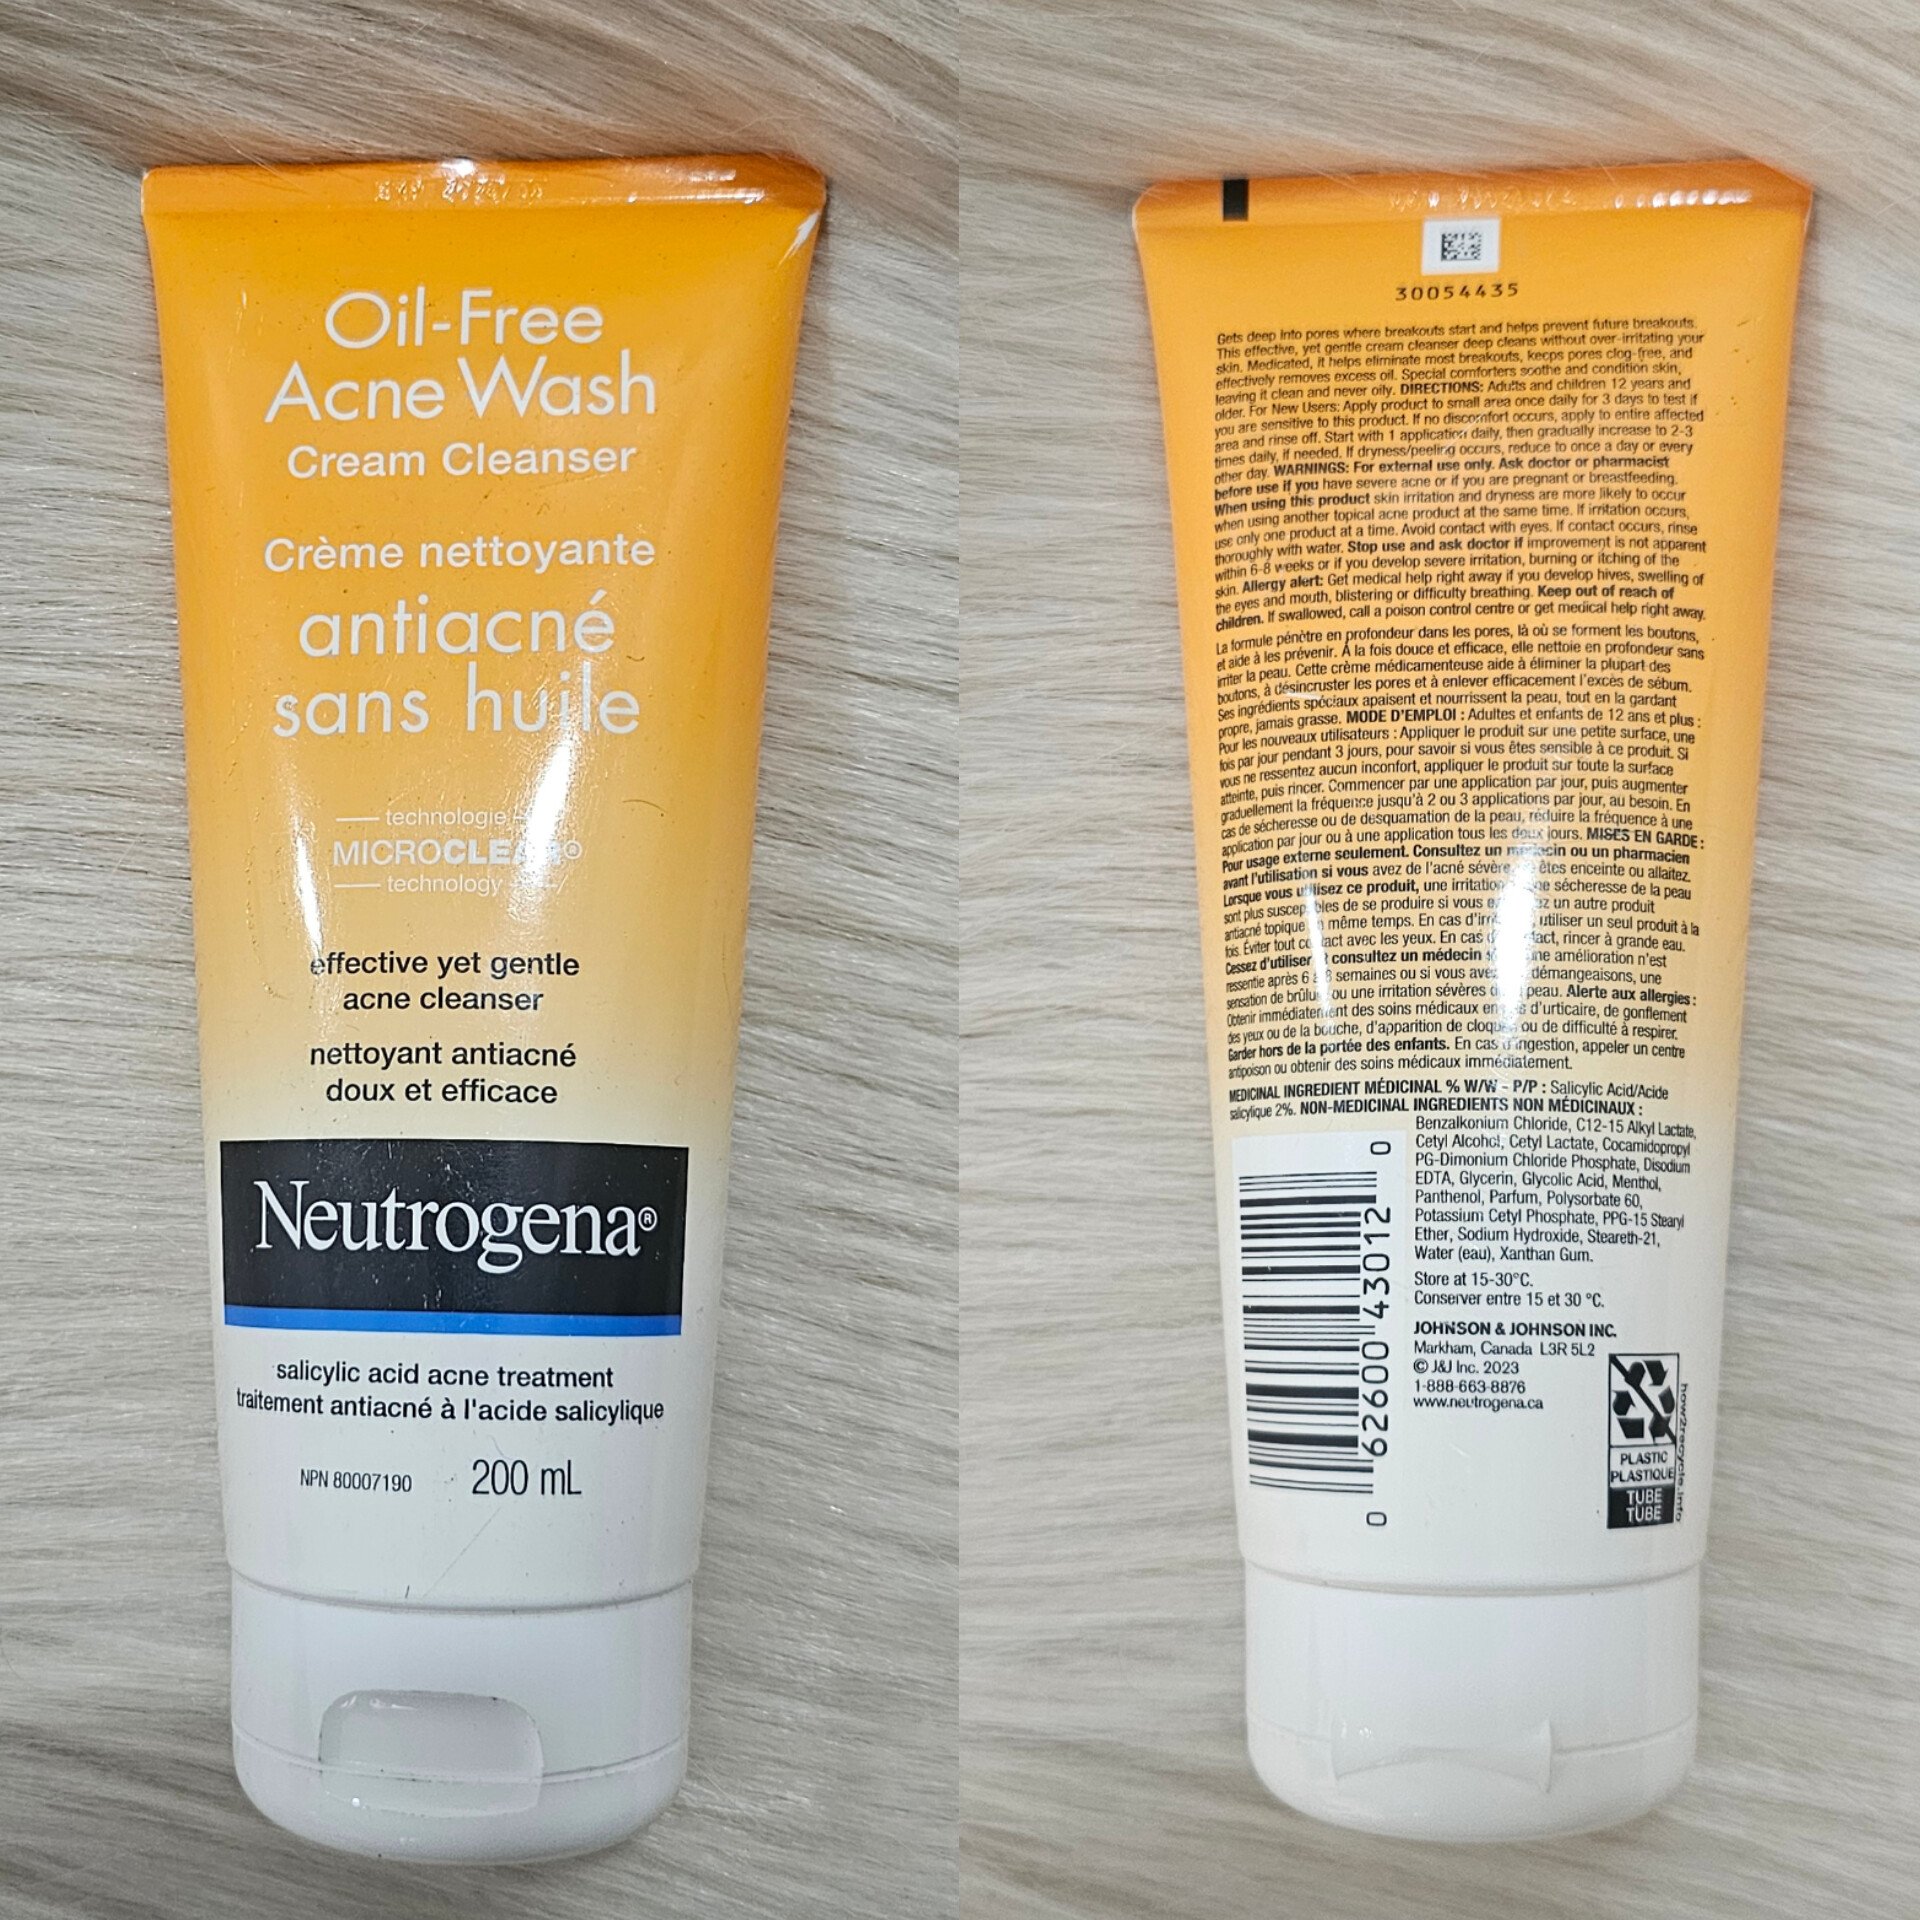 Oil-Free
Acne Wash
Cream Cleanser
Crème nettoyante
antiacné
sans huile
technologie
MICROCLEAR®
technology
effective yet gentle
acne cleanser
nettoyant antiacné
doux et efficace
Neutrogena®
salicylic acid acne treatment
traitement antiacné à l'acide salicylique
NPN 80007190 200 mL
30054435
Gets deep into pores where breakouts start and helps prevent future breakouts.
This effective, yet gentle cream cleanser deep cleans without over-irritating your
skin. Medicated, it helps eliminate most breakouts, keeps pores clog-free, and
effectively removes excess oil. Special comforters soothe and condition skin,
leaving it clean and never oily. DIRECTIONS: Adults and children 12 years and
older. For New Users: Apply product to small area once daily for 3 days to test if
you are sensitive to this product. If no discomfort occurs, apply to entire affected
area and rinse off. Start with 1 application daily, then gradually increase to 2-3
times daily, if needed. If dryness/peeling occurs, reduce to once a day or every
other day. WARNINGS: For external use only. Ask doctor or pharmacist
before use if you have severe acne or if you are pregnant or breastfeeding.
When using this product skin irritation and dryness are more likely to occur
when using another topical acne product at the same time. If irritation occurs,
use only one product at a time. Avoid contact with eyes. If contact occurs, rinse
thoroughly with water. Stop use and ask doctor if improvement is not apparent
within 6-8 weeks or if you develop severe irritation, burning or itching of the
skin. Allergy alert: Get medical help right away if you develop hives, swelling of
the eyes and mouth, blistering or difficulty breathing. Keep out of reach of
children. If swallowed, call a poison control centre or get medical help right away.
La formule pénètre en profondeur dans les pores, là où se forment les boutons,
et aide à les prévenir. À la fois douce et efficace, elle nettoie en profondeur sans
irriter la peau. Cette crème médicamenteuse aide à éliminer la plupart des
boutons, à désincruster les pores et à enlever efficacement l'excès de sébum.
Ses ingrédients spéciaux apaisent et nourrissent la peau, tout en la gardant
propre, jamais grasse. MODE D'EMPLOI : Adultes et enfants de 12 ans et plus :
Pour les nouveaux utilisateurs : Appliquer le produit sur une petite surface, une
fois par jour pendant 3 jours, pour savoir si vous êtes sensible à ce produit. Si
vous ne ressentez aucun inconfort, appliquer le produit sur toute la surface
atteinte, puis rincer. Commencer par une application par jour, puis augmenter
graduellement la fréquence jusqu'à 2 ou 3 applications par jour, au besoin. En
cas de sécheresse ou de desquamation de la peau, réduire la fréquence à une
application par jour ou à une application tous les deux jours. MISES EN GARDE :
Pour usage externe seulement. Consultez un médecin ou un pharmacien
avant l'utilisation si vous avez de l'acné sévère, êtes enceinte ou allaitez.
Lorsque vous utilisez ce produit, une irritation sécheresse de la peau
sont plus susceptibles de se produire si vous un autre produit
antiacné topique même temps. En cas d'irritation, utiliser un seul produit à la
fois. Éviter tout contact avec les yeux. En cas de contact, rincer à grande eau.
Cessez d'utiliser et consultez un médecin si une amélioration n'est
ressentie après 6 à 8 semaines ou si vous avez démangeaisons, une
sensation de brûlure ou une irritation sévères de la peau. Alerte aux allergies :
Obtenir immédiatement des soins médicaux en cas d'urticaire, de gonflement
des yeux ou de la bouche, d'apparition de cloques ou de difficulté à respirer.
Garder hors de la portée des enfants. En cas d'ingestion, appeler un centre
antipoison ou obtenir des soins médicaux immédiatement.
MEDICINAL INGREDIENT MÉDICINAL % W/W - P/P : Salicylic Acid/Acide
salicylique 2%. NON-MEDICINAL INGREDIENTS NON MÉDICINAUX :
Benzalkonium Chloride, C12-15 Alkyl Lactate,
Cetyl Alcohol, Cetyl Lactate, Cocamidopropyl
PG-Dimonium Chloride Phosphate, Disodium
EDTA, Glycerin, Glycolic Acid, Menthol,
Panthenol, Parfum, Polysorbate 60,
Potassium Cetyl Phosphate, PPG-15 Stearyl
Ether, Sodium Hydroxide, Steareth-21,
Water (eau), Xanthan Gum.
Store at 15-30°C.
Conserver entre 15 et 30 °C.
JOHNSON & JOHNSON INC.
Markham, Canada L3R 5L2
© J&J Inc. 2023
1-888-663-8876
www.neutrogena.ca
0 62600 43012 0
how2recycle.info
PLASTIC
PLASTIQUE
TUBE
TUBE